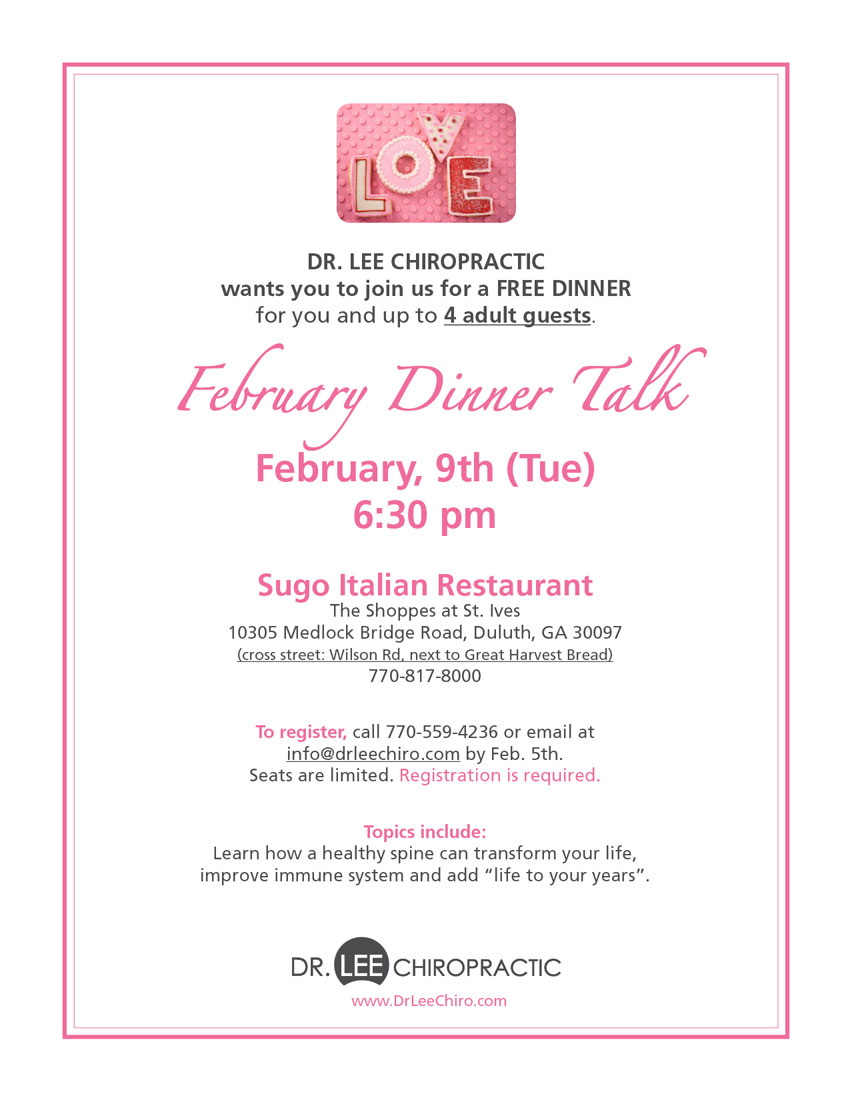 LOVE
DR. LEE CHIROPRACTIC
wants you to join us for a FREE DINNER
for you and up to 4 adult guests.
February Dinner Talk
February, 9th (Tue)
6:30 pm
Sugo Italian Restaurant
The Shoppes at St. Ives
10305 Medlock Bridge Road, Duluth, GA 30097
(cross street: Wilson Rd, next to Great Harvest Bread)
770-817-8000
To register, call 770-559-4236 or email at
info@drleechiro.com by Feb. 5th.
Seats are limited. Registration is required.
Topics include:
Learn how a healthy spine can transform your life,
improve immune system and add “life to your years”.
DR. LEE CHIROPRACTIC
www.DrLeeChiro.com